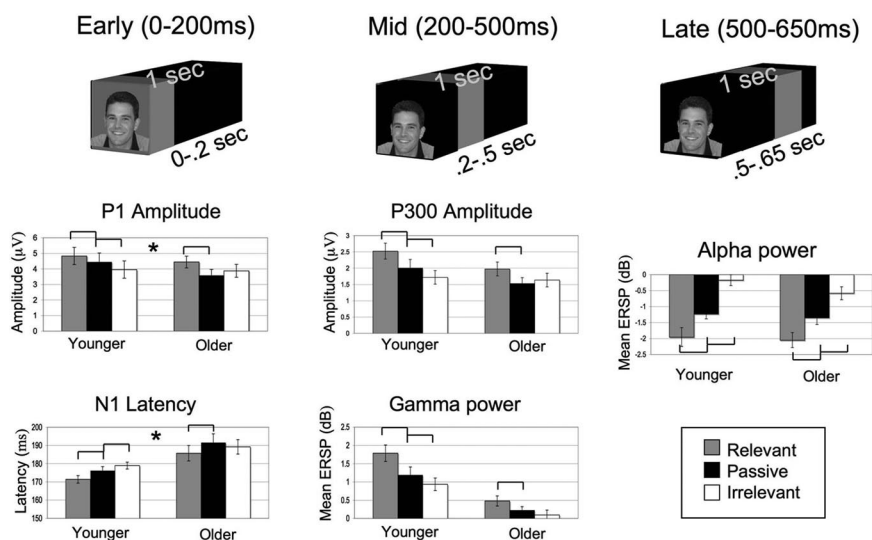 Early (0-200ms)
Mid (200-500ms)
Late (500-650ms)
1 sec
0-.2 sec
1 sec
.2-.5 sec
1 sec
.5-.65 sec
P1 Amplitude
Amplitude (μV)
6
5
4
3
2
1
0
*
Younger
Older
P300 Amplitude
Amplitude (μV)
3
2.5
2
1.5
1
.5
0
Younger
Older
Alpha power
Mean ERSP (dB)
0
-0.5
-1
-1.5
-2
-2.5
Younger
Older
N1 Latency
Latency (ms)
200
190
180
170
160
150
*
Younger
Older
Gamma power
Mean ERSP (dB)
2.5
2
1.5
1
0.5
0
Younger
Older
Relevant
Passive
Irrelevant